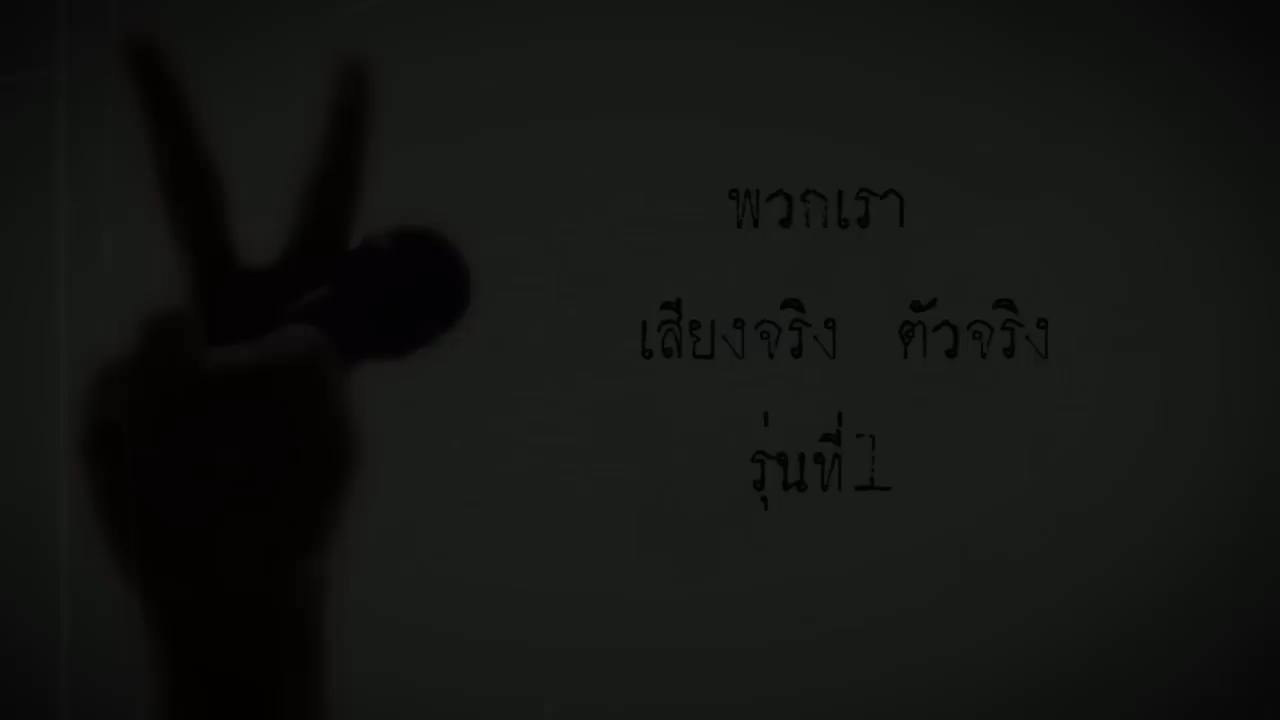 พวกเรา
เสียงจริง ตัวจริง
รุ่นที่ 1